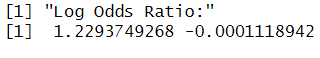 [1] "Log Odds Ratio:"
[1]  1.2293749268 -0.0001118942